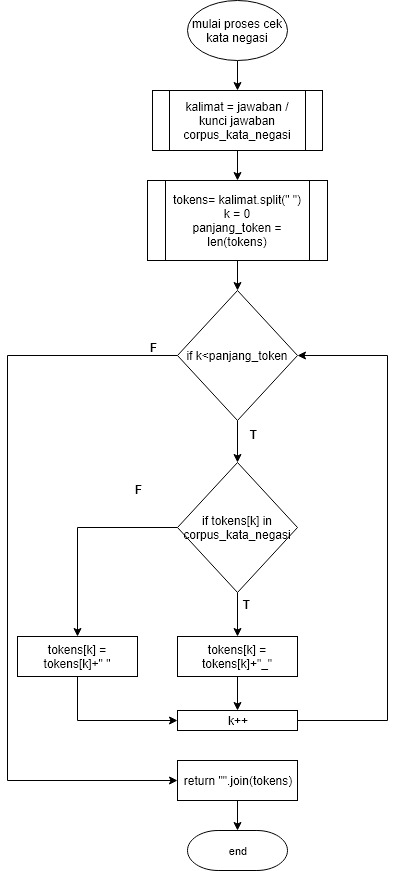 mulai proses cek
kata negasi
kalimat = jawaban /
kunci jawaban
corpus_kata_negasi
tokens= kalimat.split(" ")
k = 0
panjang_token =
len(tokens)
F
if k<panjang_token
T
F
if tokens[k] in
corpus_kata_negasi
T
tokens[k] =
tokens[k]+" "
tokens[k] =
tokens[k]+"_"
k++
return "".join(tokens)
end